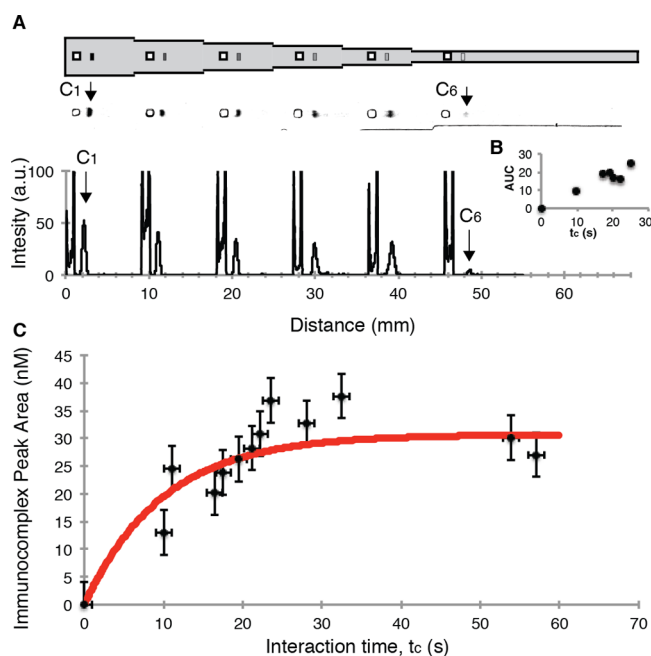 A
C1
C6
B
30
20
10
0
AUC
0 10 20 30
tc (s)
Intesity (a.u.)
100
50
0
C1
C6
0 10 20 30 40 50 60
Distance (mm)
C
Immunocomplex Peak Area (nM)
45
40
35
30
25
20
15
10
5
0
0 10 20 30 40 50 60 70
Interaction time, tc (s)